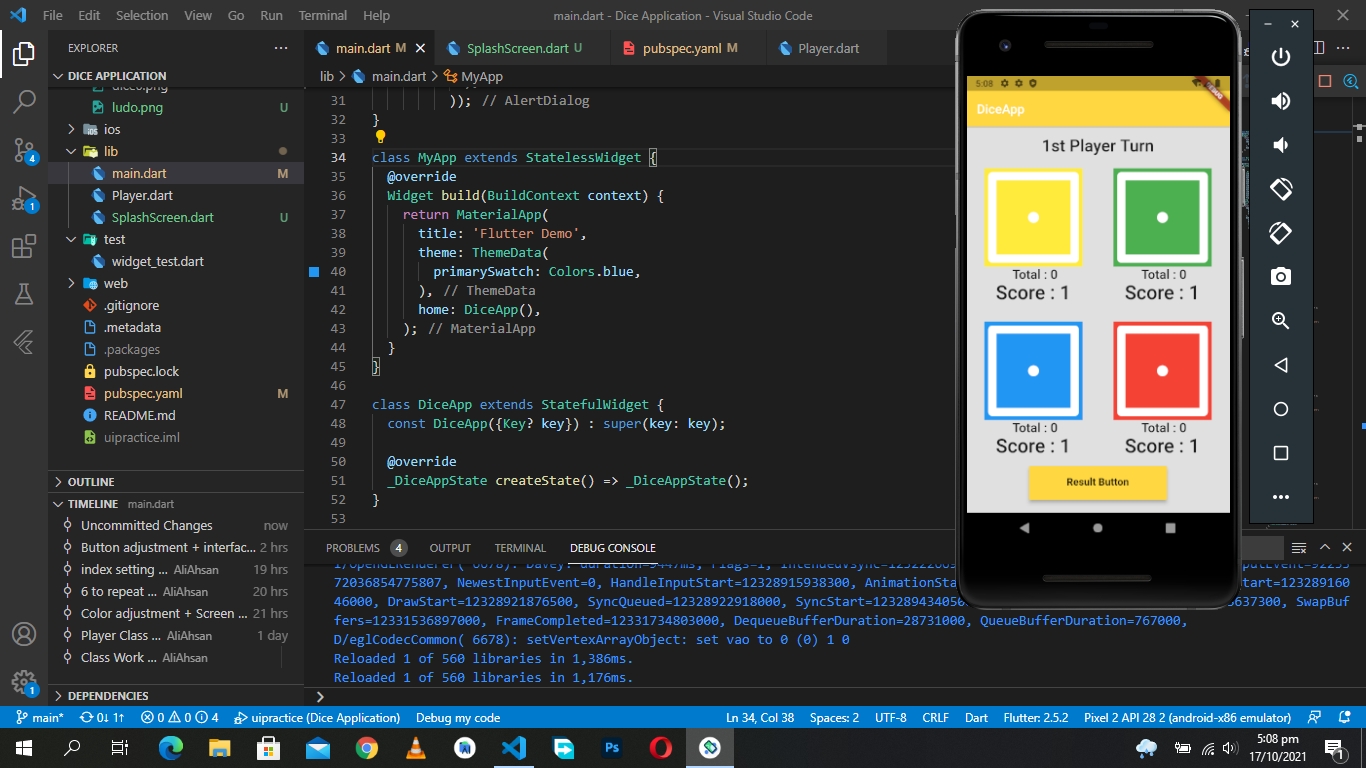 File Edit Selection View Go Run Terminal Help
main.dart - Dice Application - Visual Studio Code
EXPLORER
DICE APPLICATION
ludo.png U
ios
lib
main.dart M
Player.dart
SplashScreen.dart U
test
widget_test.dart
web
.gitignore
.metadata
.packages
pubspec.lock
pubspec.yaml M
README.md
uipractice.iml
OUTLINE
TIMELINE main.dart
Uncommitted Changes now
Button adjustment + interfac... 2 hrs
index setting ... AliAhsan 19 hrs
6 to repeat ... AliAhsan 20 hrs
Color adjustment + Screen ... 21 hrs
Player Class ... AliAhsan 1 day
Class Work ... AliAhsan
DEPENDENCIES
4
1
1
main.dart M
SplashScreen.dart U
pubspec.yaml M
Player.dart
lib > main.dart > MyApp
31 )); // AlertDialog
32 }
33
34 class MyApp extends StatelessWidget {
35 @override
36 Widget build(BuildContext context) {
37 return MaterialApp(
38 title: 'Flutter Demo',
39 theme: ThemeData(
40 primarySwatch: Colors.blue,
41 ), // ThemeData
42 home: DiceApp(),
43 ); // MaterialApp
44 }
45 }
46
47 class DiceApp extends StatefulWidget {
48 const DiceApp({Key? key}) : super(key: key);
49
50 @override
51 _DiceAppState createState() => _DiceAppState();
52 }
53
PROBLEMS 4 OUTPUT TERMINAL DEBUG CONSOLE
72036854775807, NewestInputEvent=0, HandleInputStart=12328915938300, AnimationSta
46000, DrawStart=12328921876500, SyncQueued=12328922918000, SyncStart=123289434050
5637300, SwapBuf
fers=12331536897000, FrameCompleted=12331734803000, DequeueBufferDuration=28731000, QueueBufferDuration=767000,
D/eglCodecCommon( 6678): setVertexArrayObject: set vao to 0 (0) 1 0
Reloaded 1 of 560 libraries in 1,386ms.
Reloaded 1 of 560 libraries in 1,176ms.
5:08
DEBUG
DiceApp
1st Player Turn
Total : 0
Score : 1
Total : 0
Score : 1
Total : 0
Score : 1
Total : 0
Score : 1
Result Button
main* 0↓ 1↑ 0 0 4 uipractice (Dice Application) Debug my code
Ln 34, Col 38 Spaces: 2 UTF-8 CRLF Dart Flutter: 2.5.2 Pixel 2 API 28 2 (android-x86 emulator)
Ps
5:08 pm
17/10/2021
1